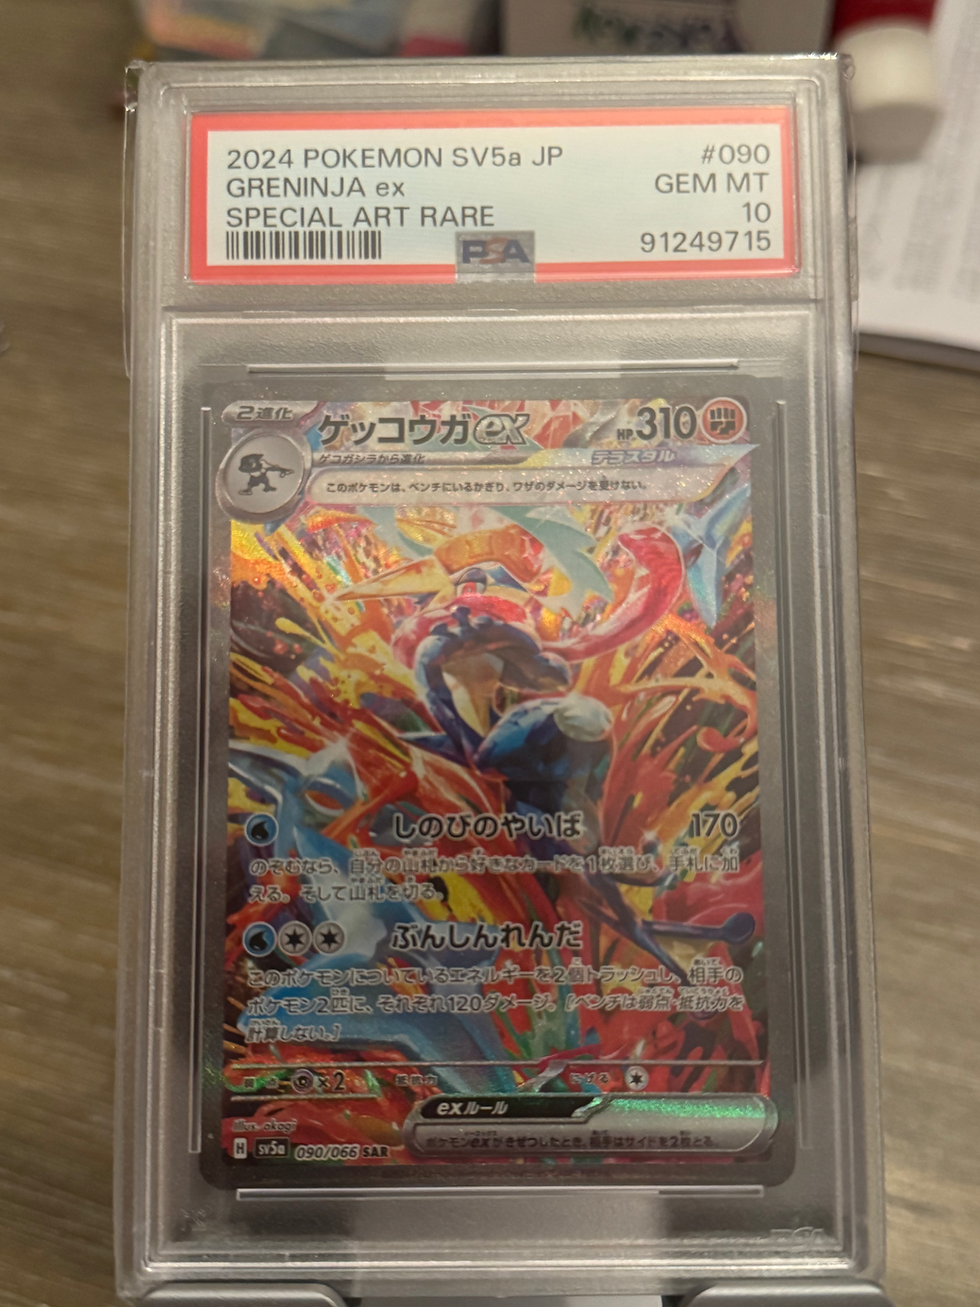 2024 POKEMON SV5a JP #090
GRENINJA ex GEM MT
SPECIAL ART RARE 10
PSA 91249715
2進化 ゲッコウガex HP310
ゲコガシラから進化 テラスタル
このポケモンは、ベンチにいるかぎり、ワザのダメージを受けない。
しのびのやいば 170
のぞむなら、自分の山札から好きなカードを1枚選び、手札に加
える。そして山札を切る。
ぶんしんれんだ
このポケモンについているエネルギーを2個トラッシュし、相手の
ポケモン2匹に、それぞれ120ダメージ。[ベンチは弱点・抵抗力を
計算しない。]
×2 抵抗力 にげる
exルール
ポケモンexがきぜつしたとき、相手はサイドを2枚とる。
illus. akagi
H sv5a 090/066 SAR